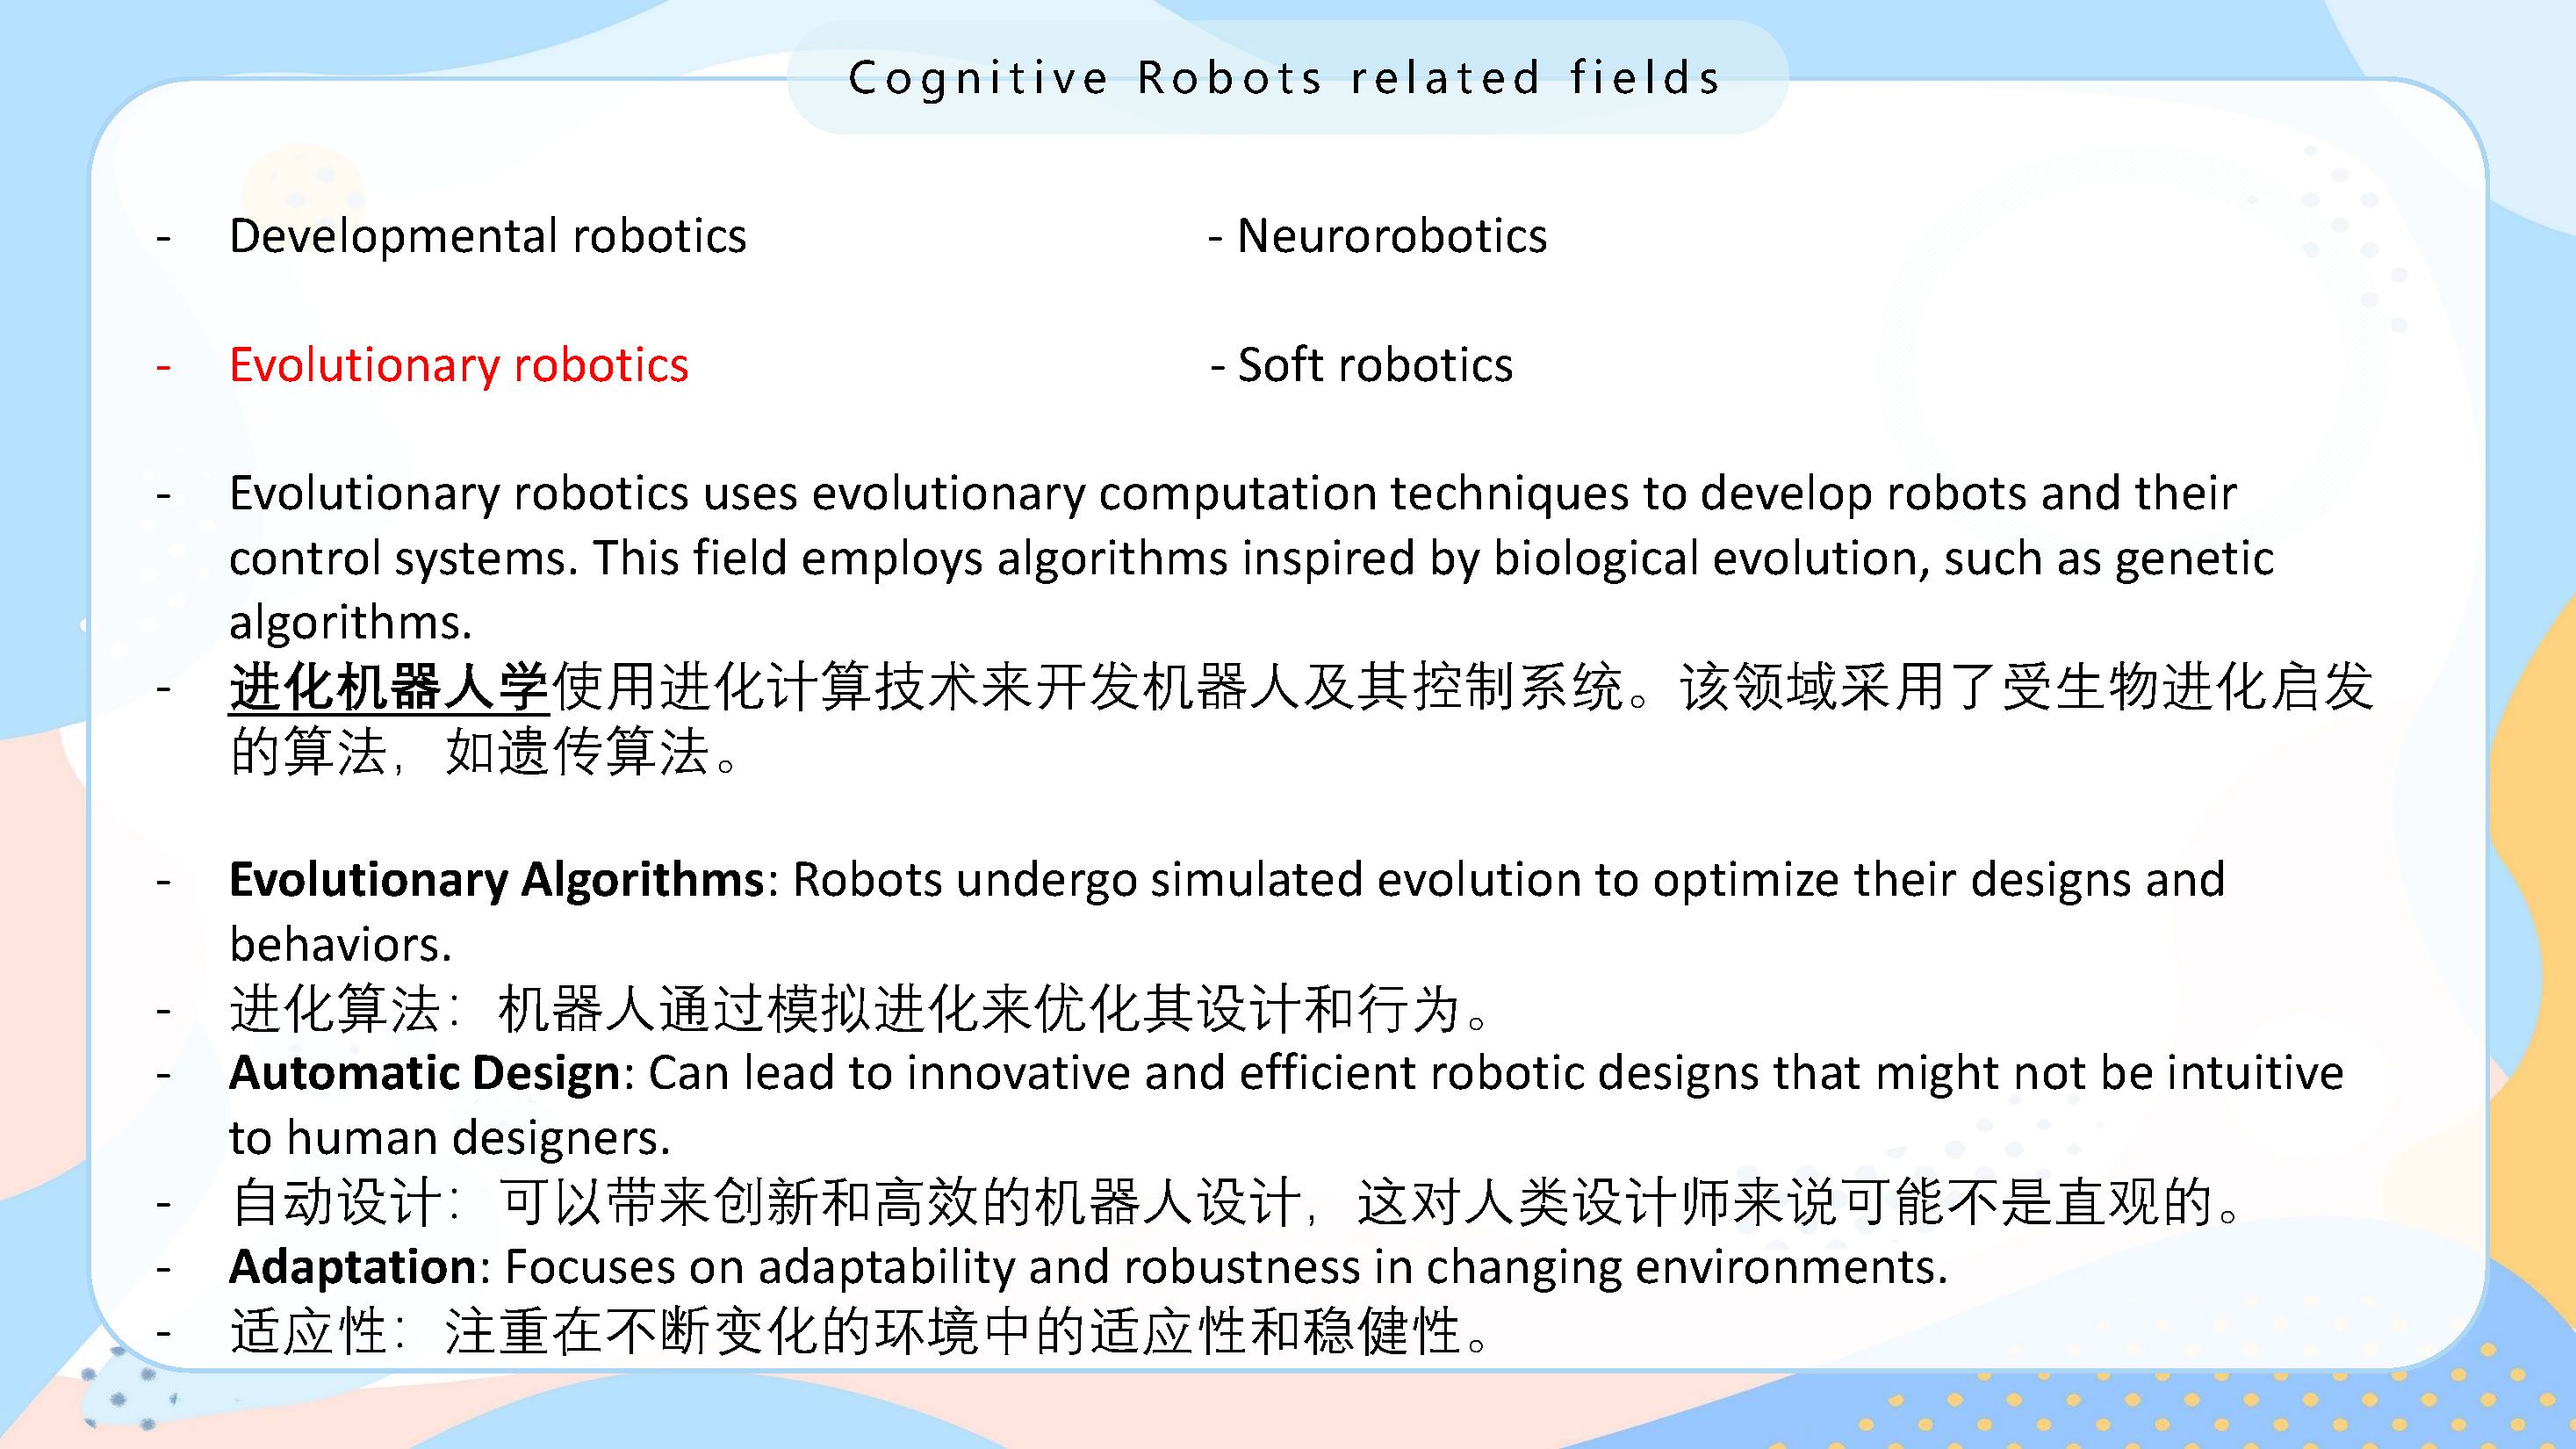 Cognitive Robots related fields
- Developmental robotics - Neurorobotics
- Evolutionary robotics - Soft robotics
- Evolutionary robotics uses evolutionary computation techniques to develop robots and their
control systems. This field employs algorithms inspired by biological evolution, such as genetic
algorithms.
- 进化机器人学使用进化计算技术来开发机器人及其控制系统。该领域采用了受生物进化启发
的算法，如遗传算法。
- Evolutionary Algorithms: Robots undergo simulated evolution to optimize their designs and
behaviors.
- 进化算法：机器人通过模拟进化来优化其设计和行为。
- Automatic Design: Can lead to innovative and efficient robotic designs that might not be intuitive
to human designers.
- 自动设计：可以带来创新和高效的机器人设计，这对人类设计师来说可能不是直观的。
- Adaptation: Focuses on adaptability and robustness in changing environments.
- 适应性：注重在不断变化的环境中的适应性和稳健性。